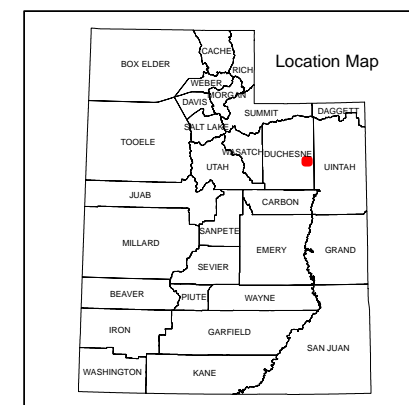 CACHE
BOX ELDER
Location Map
RICH
WEBER
MORGAN
DAVIS
SUMMIT
DAGGETT
SALT LAKE
TOOELE
WASATCH
DUCHESNE
UTAH
UINTAH
JUAB
CARBON
SANPETE
MILLARD
EMERY
GRAND
SEVIER
BEAVER
PIUTE
WAYNE
IRON
GARFIELD
SAN JUAN
WASHINGTON
KANE